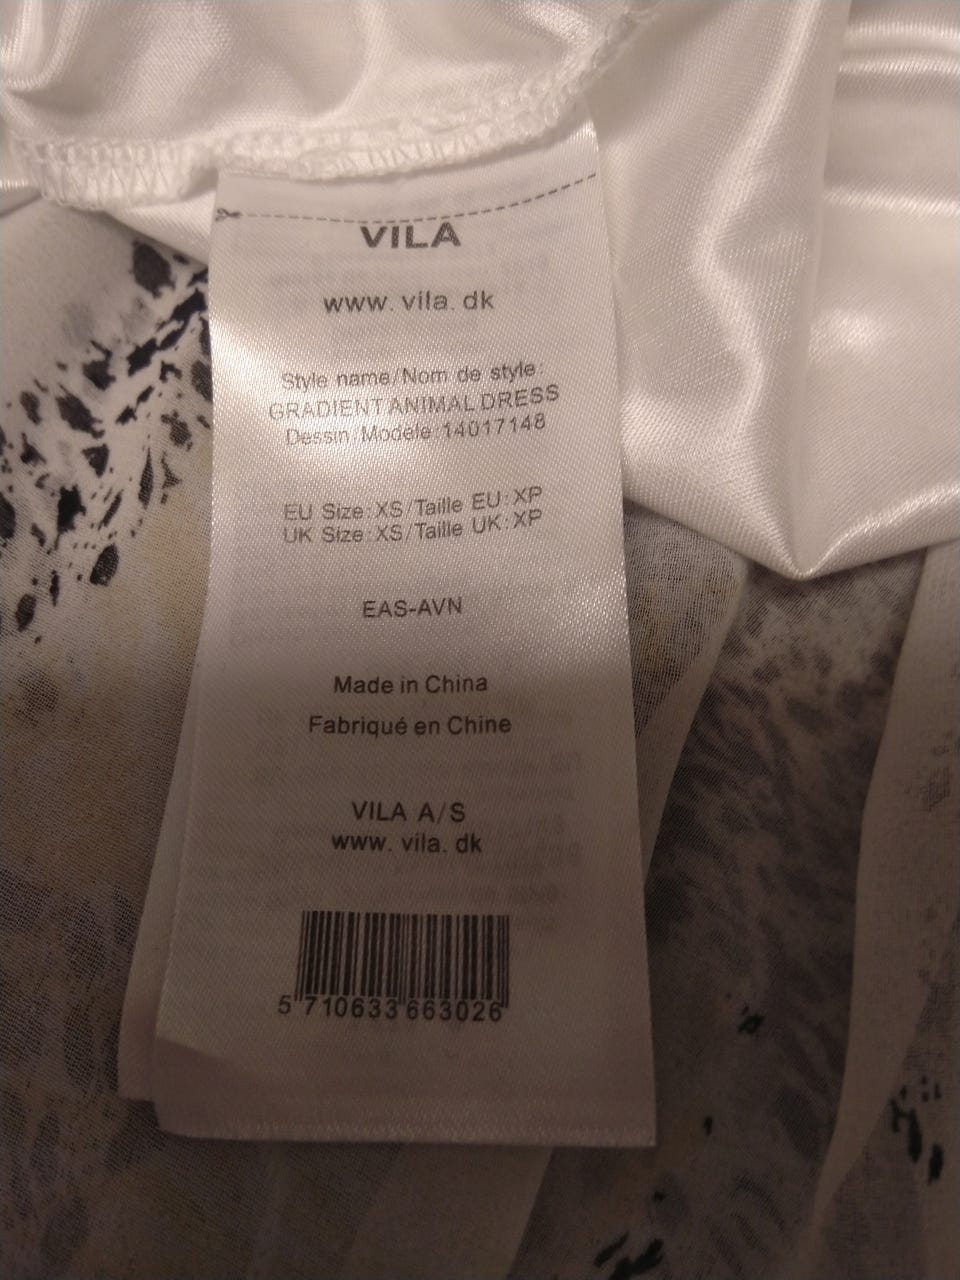 VILA
www. vila. dk
Style name/Nom de style:
GRADIENT ANIMAL DRESS
Dessin/Modele:14017148
EU Size:XS/Taille EU:XP
UK Size:XS/Taille UK:XP
EAS-AVN
Made in China
Fabriqué en Chine
VILA A/S
www. vila. dk
5 710633 663026